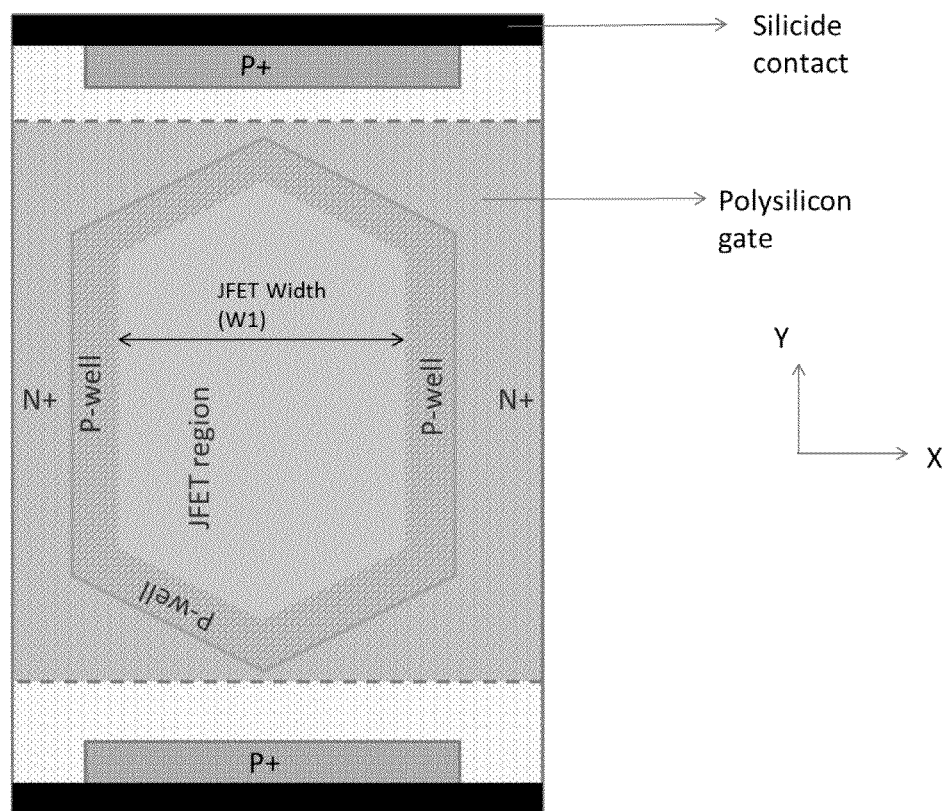 Silicide
contact
P+
Polysilicon
gate
JFET Width
(W1)
N+
P-well
JFET region
P-well
N+
Y
X
P-well
P+